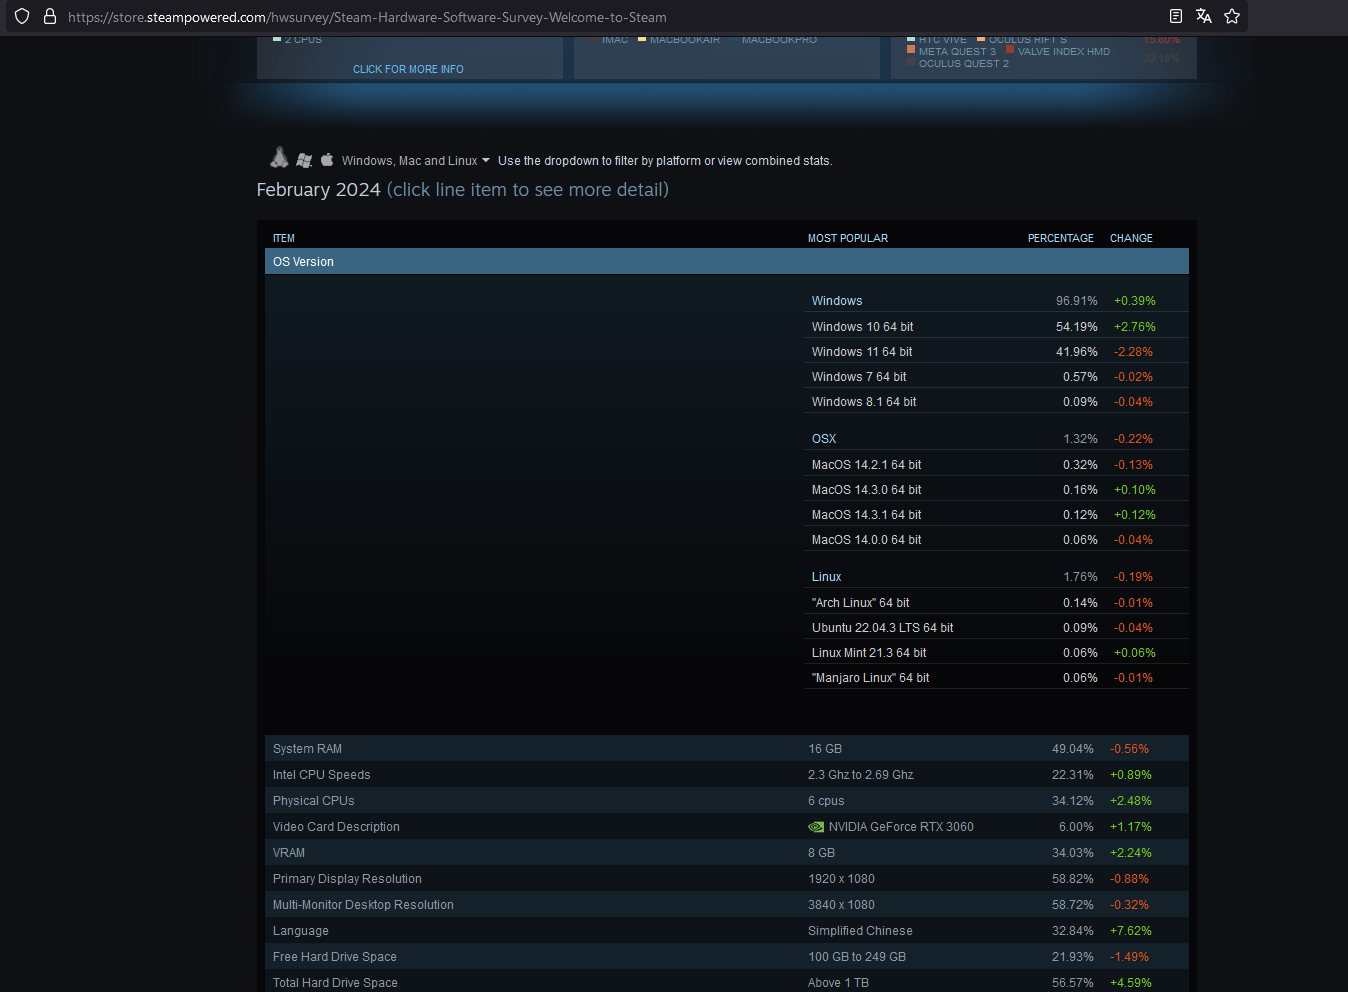 https://store.steampowered.com/hwsurvey/Steam-Hardware-Software-Survey-Welcome-to-Steam
2 CPUS
IMAC MACBOOKAIR MACBOOKPRO
HTC VIVE OCULUS RIFT S 15.80%
META QUEST 3 VALVE INDEX HMD
OCULUS QUEST 2 39.16%
CLICK FOR MORE INFO
Windows, Mac and Linux Use the dropdown to filter by platform or view combined stats.
February 2024 (click line item to see more detail)
ITEM MOST POPULAR PERCENTAGE CHANGE
OS Version
Windows 96.91% +0.39%
Windows 10 64 bit 54.19% +2.76%
Windows 11 64 bit 41.96% -2.28%
Windows 7 64 bit 0.57% -0.02%
Windows 8.1 64 bit 0.09% -0.04%
OSX 1.32% -0.22%
MacOS 14.2.1 64 bit 0.32% -0.13%
MacOS 14.3.0 64 bit 0.16% +0.10%
MacOS 14.3.1 64 bit 0.12% +0.12%
MacOS 14.0.0 64 bit 0.06% -0.04%
Linux 1.76% -0.19%
"Arch Linux" 64 bit 0.14% -0.01%
Ubuntu 22.04.3 LTS 64 bit 0.09% -0.04%
Linux Mint 21.3 64 bit 0.06% +0.06%
"Manjaro Linux" 64 bit 0.06% -0.01%
System RAM 16 GB 49.04% -0.56%
Intel CPU Speeds 2.3 Ghz to 2.69 Ghz 22.31% +0.89%
Physical CPUs 6 cpus 34.12% +2.48%
Video Card Description NVIDIA GeForce RTX 3060 6.00% +1.17%
VRAM 8 GB 34.03% +2.24%
Primary Display Resolution 1920 x 1080 58.82% -0.88%
Multi-Monitor Desktop Resolution 3840 x 1080 58.72% -0.32%
Language Simplified Chinese 32.84% +7.62%
Free Hard Drive Space 100 GB to 249 GB 21.93% -1.49%
Total Hard Drive Space Above 1 TB 56.57% +4.59%